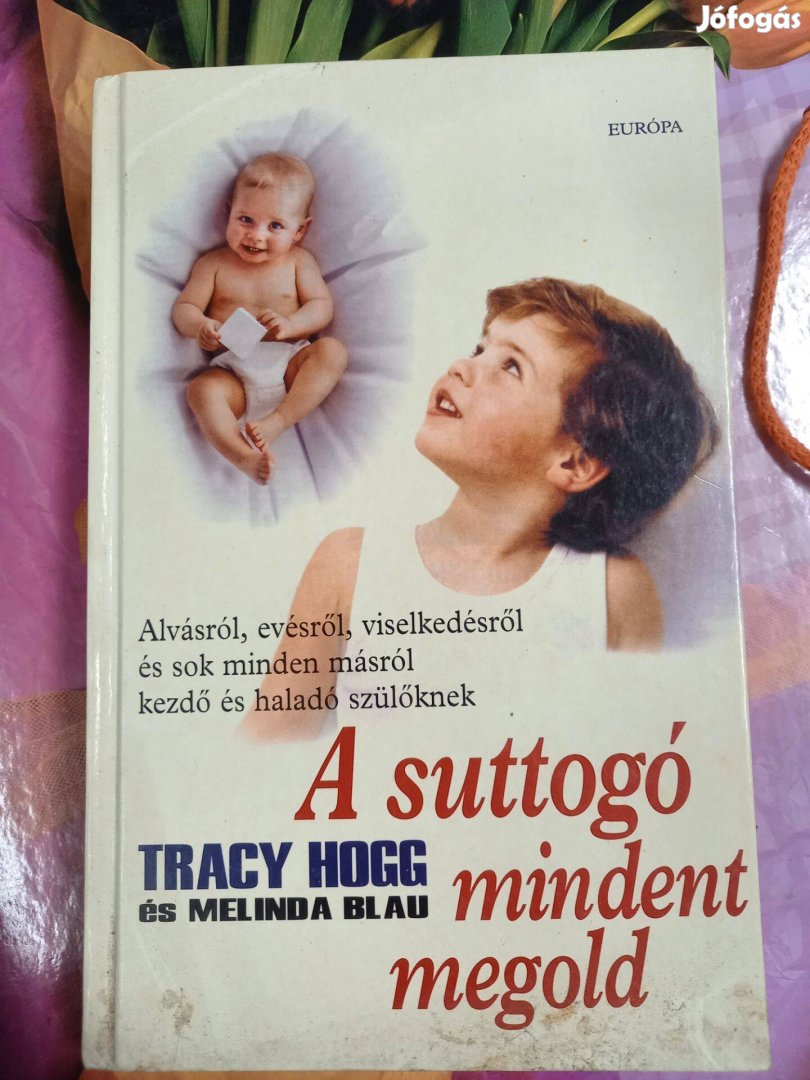 Jófogás
EURÓPA
Alvásról, evésről, viselkedésről
és sok minden másról
kezdő és haladó szülőknek
A suttogó
mindent
megold
TRACY HOGG
és MELINDA BLAU